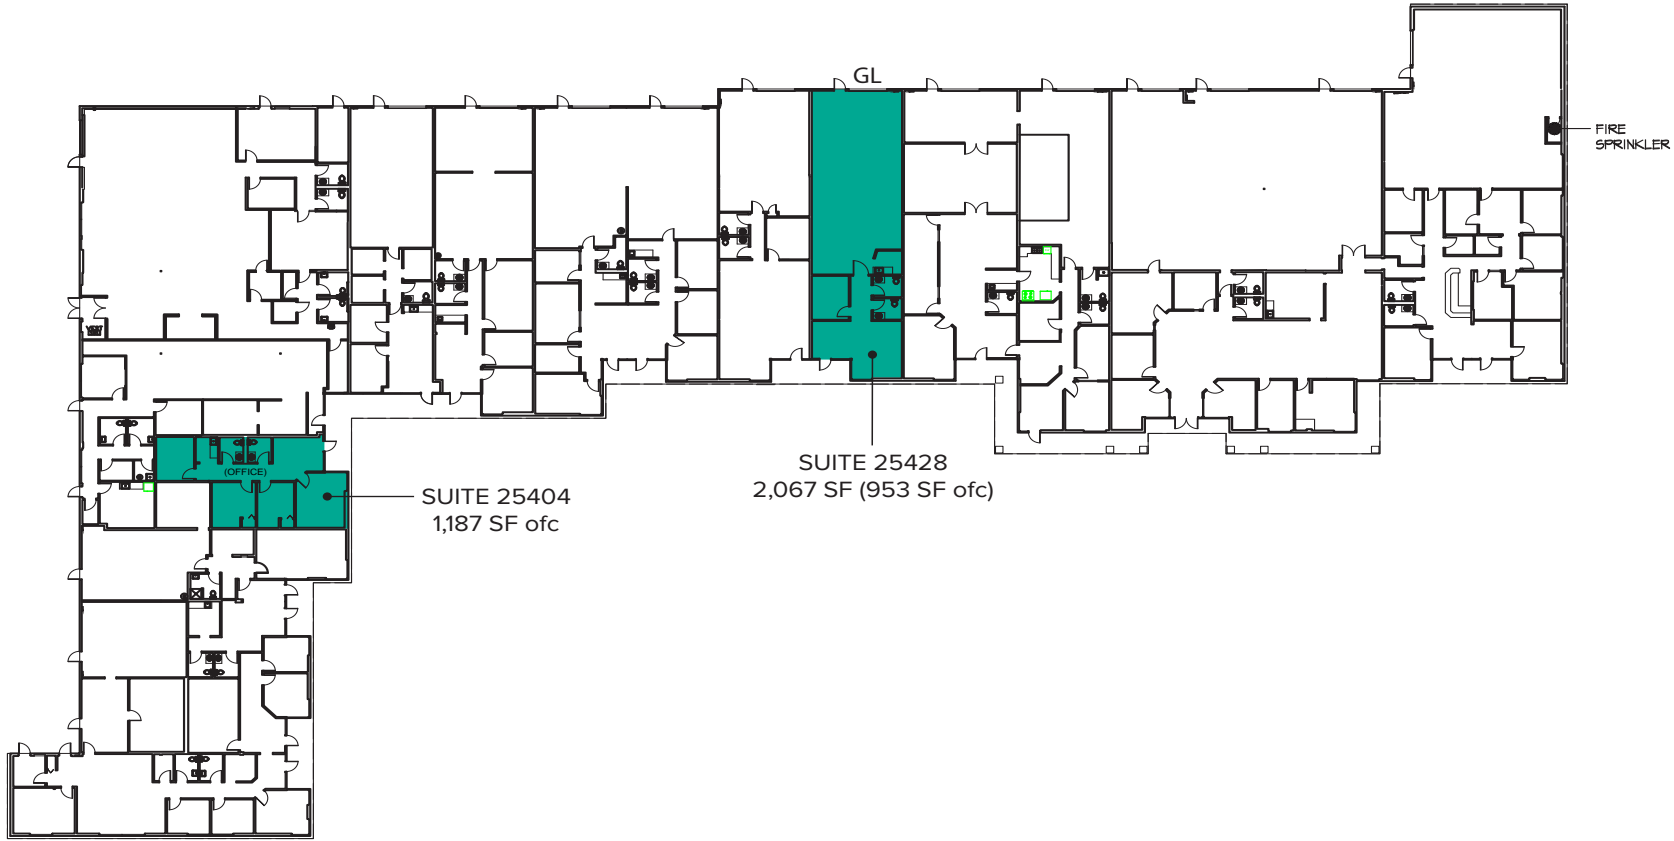 GL
FIRE
SPRINKLER
SUITE 25428
2,067 SF (953 SF ofc)
(OFFICE)
SUITE 25404
1,187 SF ofc